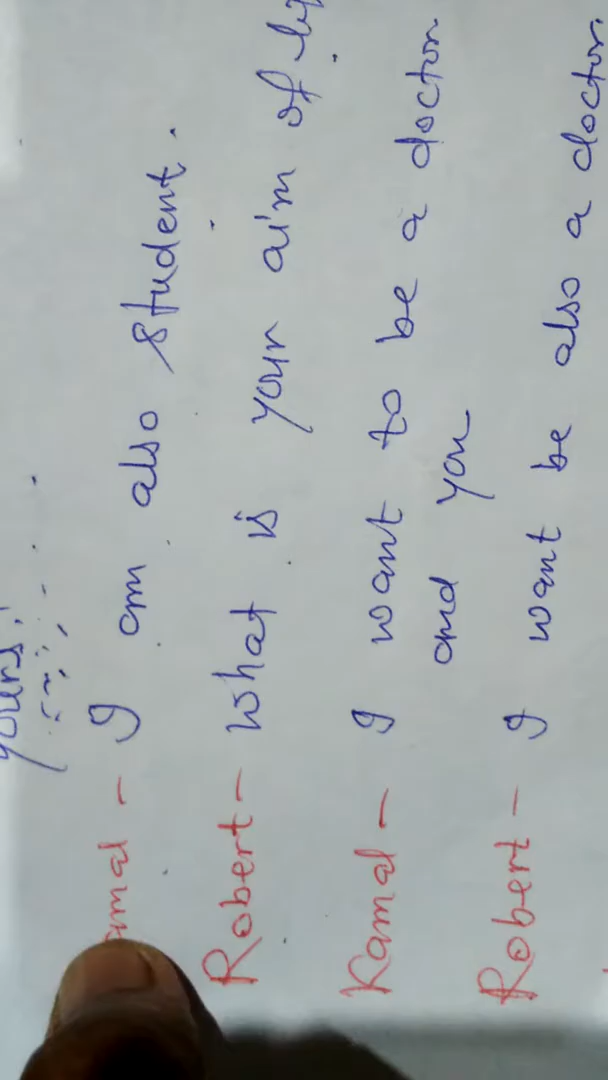 yours?
I am also student.
Robert - what is your aim of
Kamal - I want to be a doctor
and you
Robert - I want be also a doctor.